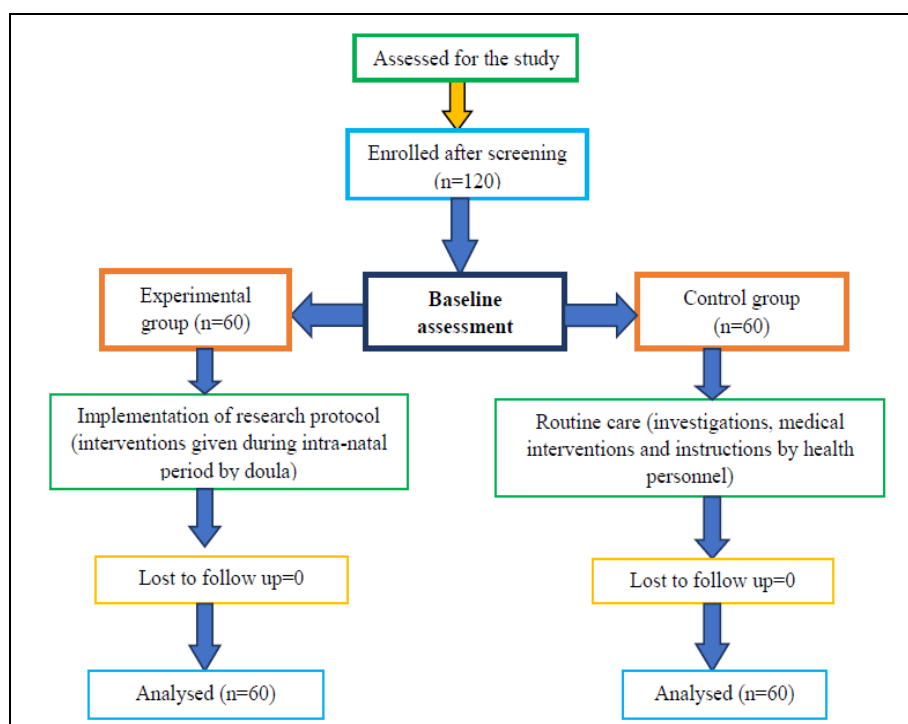 Assessed for the study
Enrolled after screening
(n=120)
Experimental
group (n=60)
Baseline
assessment
Control group
(n=60)
Implementation of research protocol
(interventions given during intra-natal
period by doula)
Routine care (investigations, medical
interventions and instructions by health
personnel)
Lost to follow up=0
Lost to follow up=0
Analysed (n=60)
Analysed (n=60)